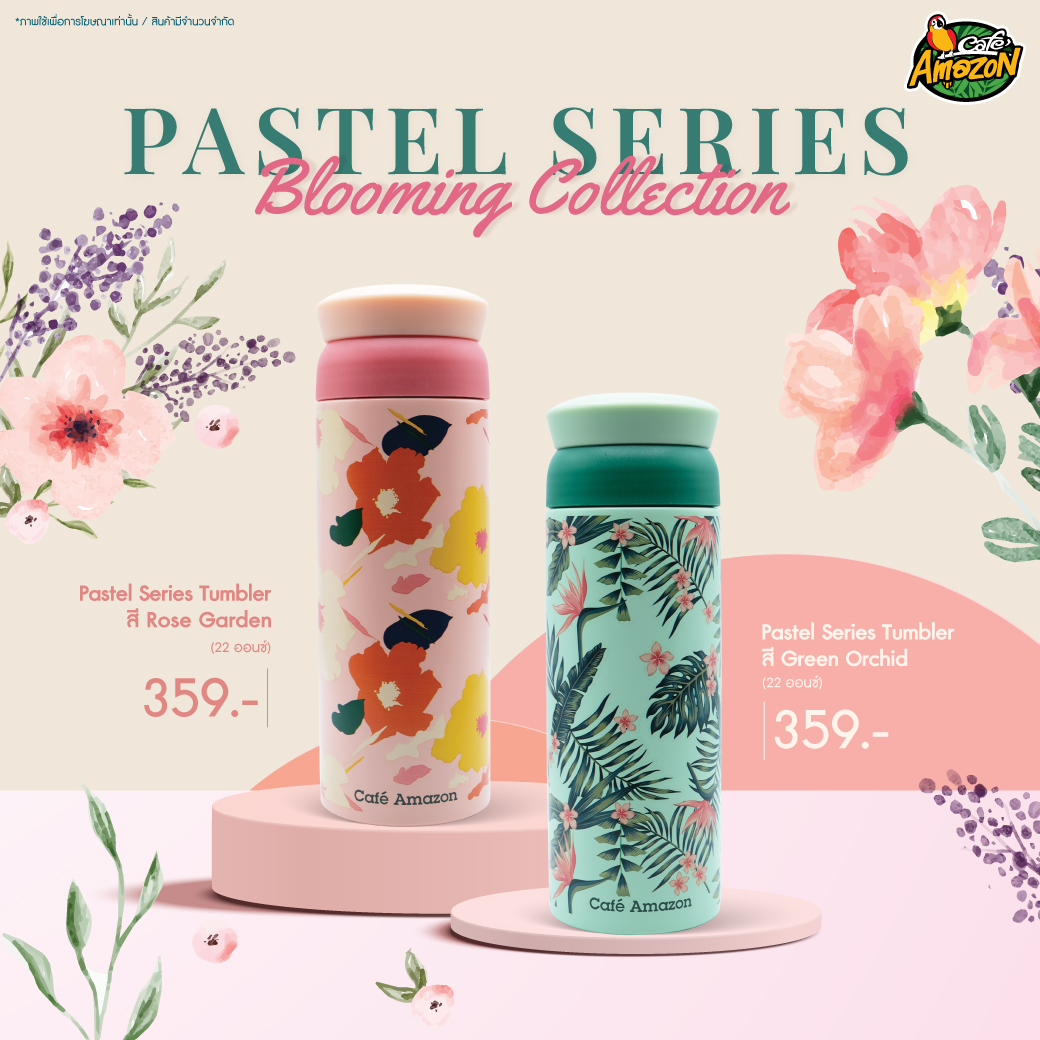 *ภาพใช้เพื่อการโฆษณาเท่านั้น / สินค้ามีจำนวนจำกัด
Café
Amazon
PASTEL SERIES
Blooming Collection
Pastel Series Tumbler
สี Rose Garden
(22 ออนซ์)
359.-
Pastel Series Tumbler
สี Green Orchid
(22 ออนซ์)
359.-
Café Amazon
Café Amazon